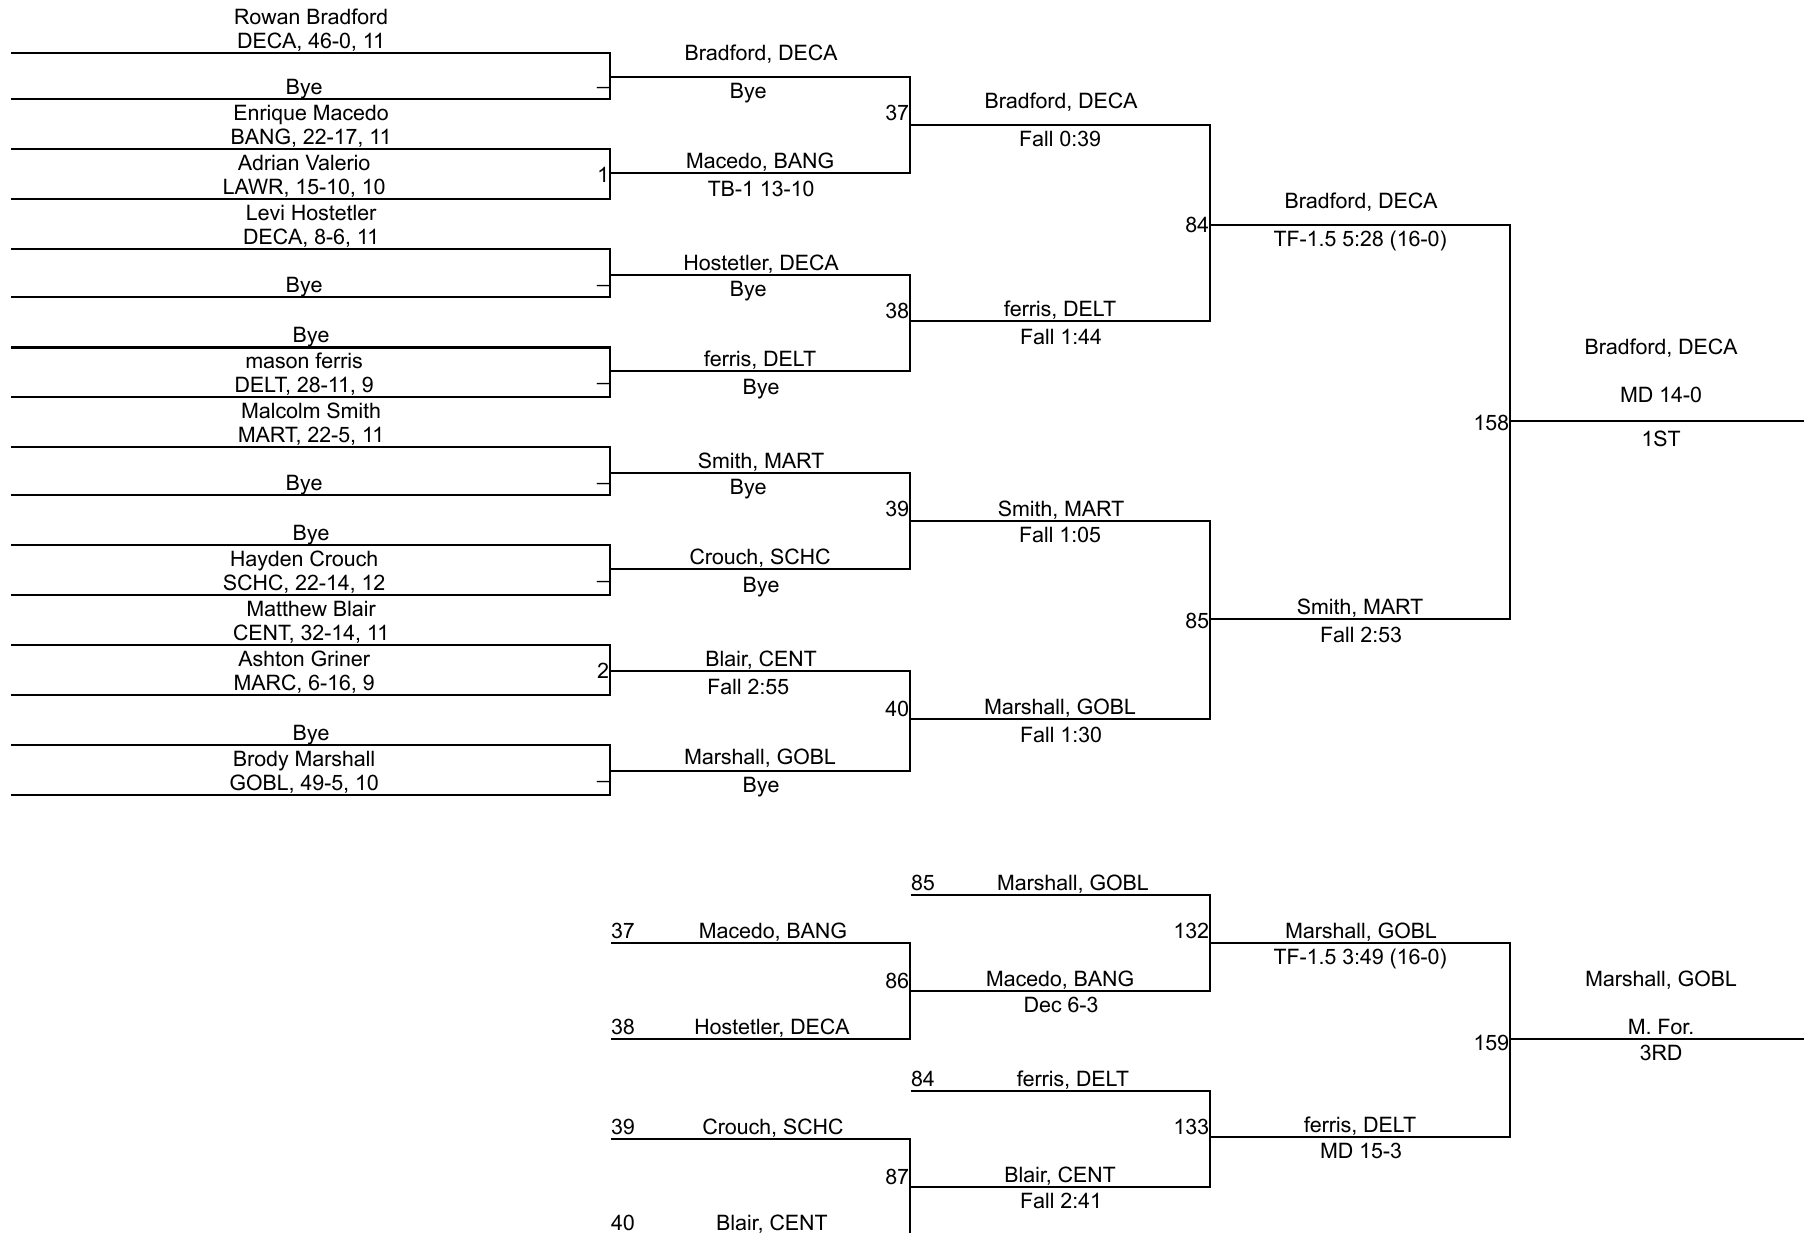 Rowan Bradford
DECA, 46-0, 11
Bye
Enrique Macedo
BANG, 22-17, 11
Adrian Valerio
LAWR, 15-10, 10
Levi Hostetler
DECA, 8-6, 11
Bye
Bye
mason ferris
DELT, 28-11, 9
Malcolm Smith
MART, 22-5, 11
Bye
Bye
Hayden Crouch
SCHC, 22-14, 12
Matthew Blair
CENT, 32-14, 11
Ashton Griner
MARC, 6-16, 9
Bye
Brody Marshall
GOBL, 49-5, 10
1
2
Bradford, DECA
Bye
Macedo, BANG
TB-1 13-10
Hostetler, DECA
Bye
ferris, DELT
Bye
Smith, MART
Bye
Crouch, SCHC
Bye
Blair, CENT
Fall 2:55
Marshall, GOBL
Bye
37
38
39
40
Bradford, DECA
Fall 0:39
ferris, DELT
Fall 1:44
Smith, MART
Fall 1:05
Marshall, GOBL
Fall 1:30
84
85
Bradford, DECA
TF-1.5 5:28 (16-0)
Smith, MART
Fall 2:53
158
Bradford, DECA
MD 14-0
1ST
37 Macedo, BANG
38 Hostetler, DECA
39 Crouch, SCHC
40 Blair, CENT
86
87
85 Marshall, GOBL
Macedo, BANG
Dec 6-3
84 ferris, DELT
Blair, CENT
Fall 2:41
132
133
Marshall, GOBL
TF-1.5 3:49 (16-0)
ferris, DELT
MD 15-3
159
Marshall, GOBL
M. For.
3RD